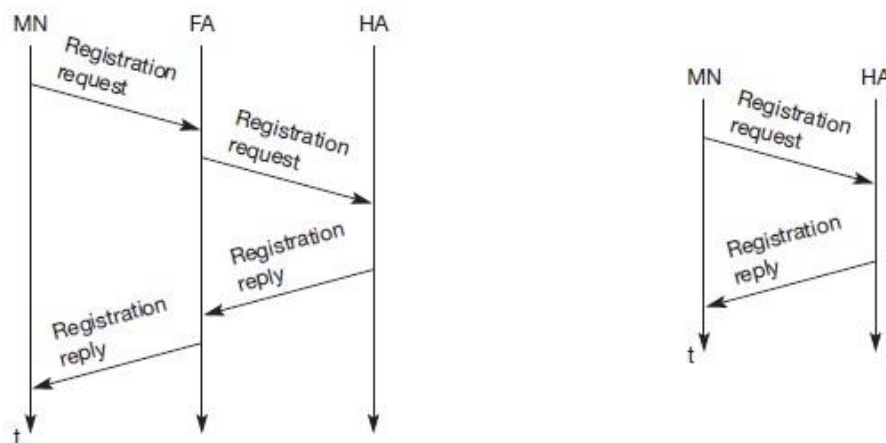 MN
FA
HA
Registration
request
Registration
request
Registration
reply
Registration
reply
t
MN
HA
Registration
request
Registration
reply
t